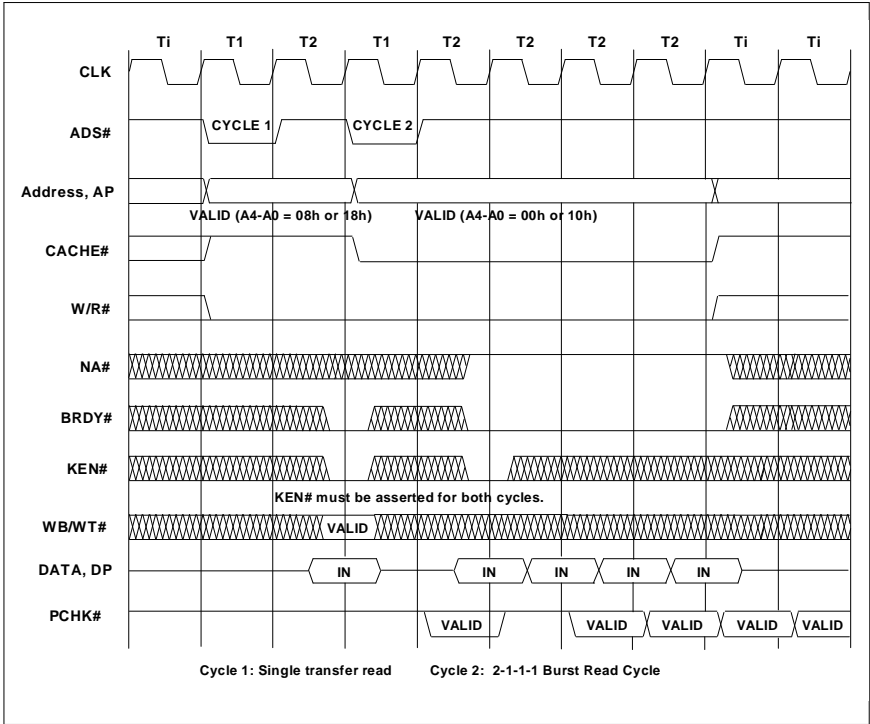 Ti T1 T2 T1 T2 T2 T2 T2 Ti Ti
CLK
ADS# CYCLE 1 CYCLE 2
Address, AP
VALID (A4-A0 = 08h or 18h) VALID (A4-A0 = 00h or 10h)
CACHE#
W/R#
NA#
BRDY#
KEN#
KEN# must be asserted for both cycles.
WB/WT# VALID
DATA, DP IN IN IN IN IN
PCHK# VALID VALID VALID VALID VALID
Cycle 1: Single transfer read Cycle 2: 2-1-1-1 Burst Read Cycle